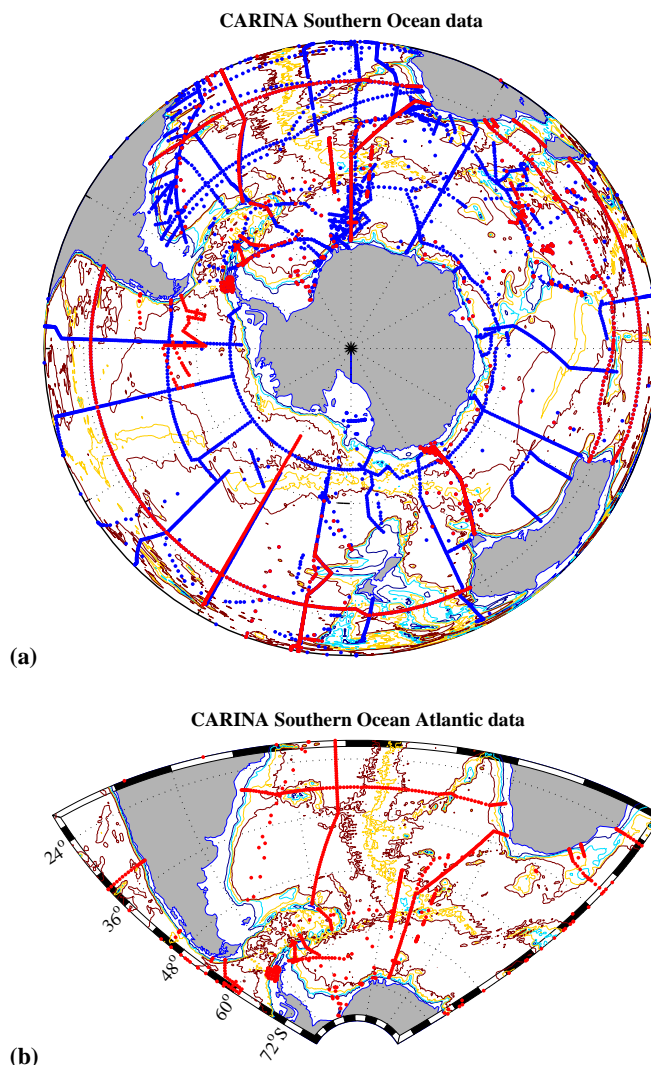 CARINA Southern Ocean data
(a)
CARINA Southern Ocean Atlantic data
24°
36°
48°
60°
72°S
(b)